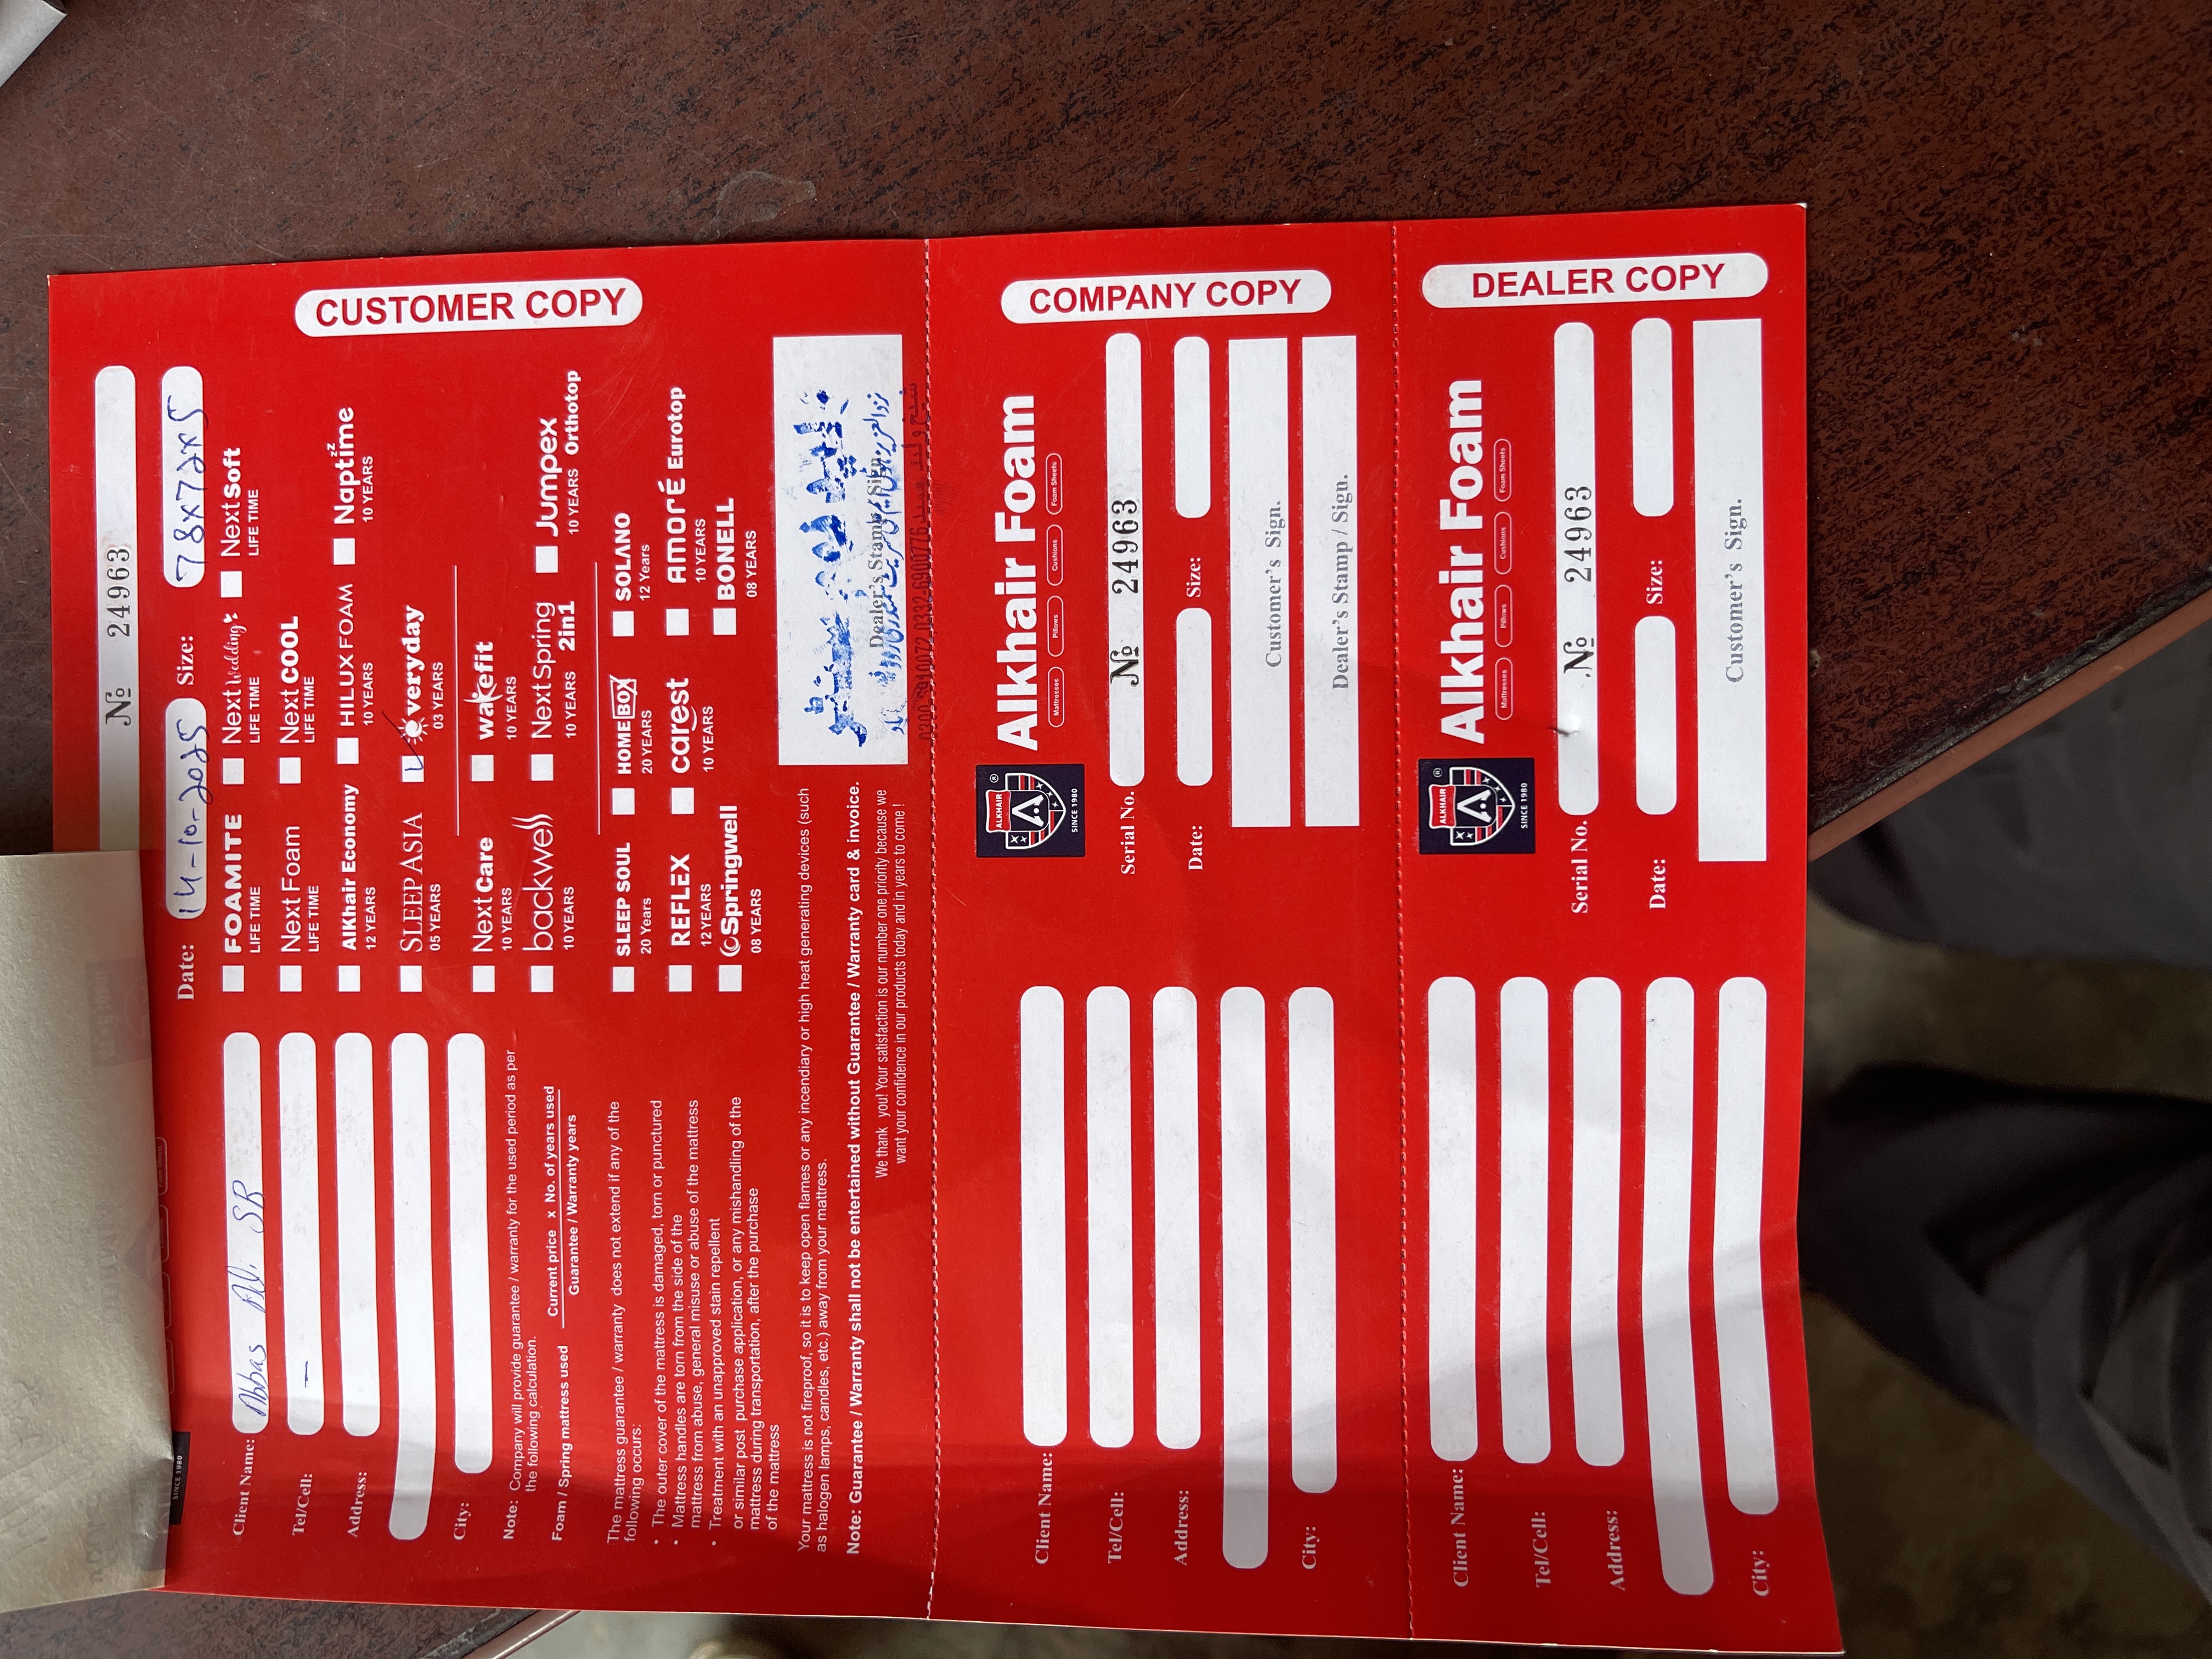 CUSTOMER COPY
№ 24963
Date: 14-10-2025 Size: 78x72x5
Client Name: Abbas Ali. SR
Tel/Cell: —
Address:
City:
FOAMITE
LIFE TIME
Next Wedding
LIFE TIME
Next Soft
LIFE TIME
Next Foam
LIFE TIME
Next COOL
LIFE TIME
AlKhair Economy
12 YEARS
HILUX FOAM
10 YEARS
Naptime
10 YEARS
SLEEP ASIA
05 YEARS
everyday
03 YEARS
Next Care
10 YEARS
wakefit
10 YEARS
backwell
10 YEARS
Next Spring
10 YEARS 2in1
Jumpex
10 YEARS Orthotop
SLEEP SOUL
20 Years
HOME BOX
20 YEARS
SOLANO
12 Years
REFLEX
12 YEARS
carest
10 YEARS
AMORÉ Eurotop
10 YEARS
Springwell
08 YEARS
BONELL
08 YEARS
Note: Company will provide guarantee / warranty for the used period as per
the following calculation.
Foam / Spring mattress used
Current price x No. of years used
Guarantee / Warranty years
The mattress guarantee / warranty does not extend if any of the
following occurs:
• The outer cover of the mattress is damaged, torn or punctured
• Mattress handles are torn from the side of the
mattress from abuse, general misuse or abuse of the mattress
• Treatment with an unapproved stain repellent
or similar post purchase application, or any mishandling of the
mattress during transportation, after the purchase
of the mattress
Your mattress is not fireproof, so it is to keep open flames or any incendiary or high heat generating devices (such
as halogen lamps, candles, etc.) away from your mattress.
Note: Guarantee / Warranty shall not be entertained without Guarantee / Warranty card & invoice.
We thank you! Your satisfaction is our number one priority because we
want your confidence in our products today and in years to come !
Dealer's Stamp / Sign.
0332-6900776
SINCE 1980
COMPANY COPY
ALKHAIR
SINCE 1980
Alkhair Foam
Mattresses Pillows Cushions Foam Sheets
Serial No. № 24963
Date: Size:
Customer's Sign.
Dealer's Stamp / Sign.
Client Name:
Tel/Cell:
Address:
City:
DEALER COPY
ALKHAIR
SINCE 1980
Alkhair Foam
Mattresses Pillows Cushions Foam Sheets
Serial No. № 24963
Date: Size:
Customer's Sign.
Client Name:
Tel/Cell:
Address:
City: